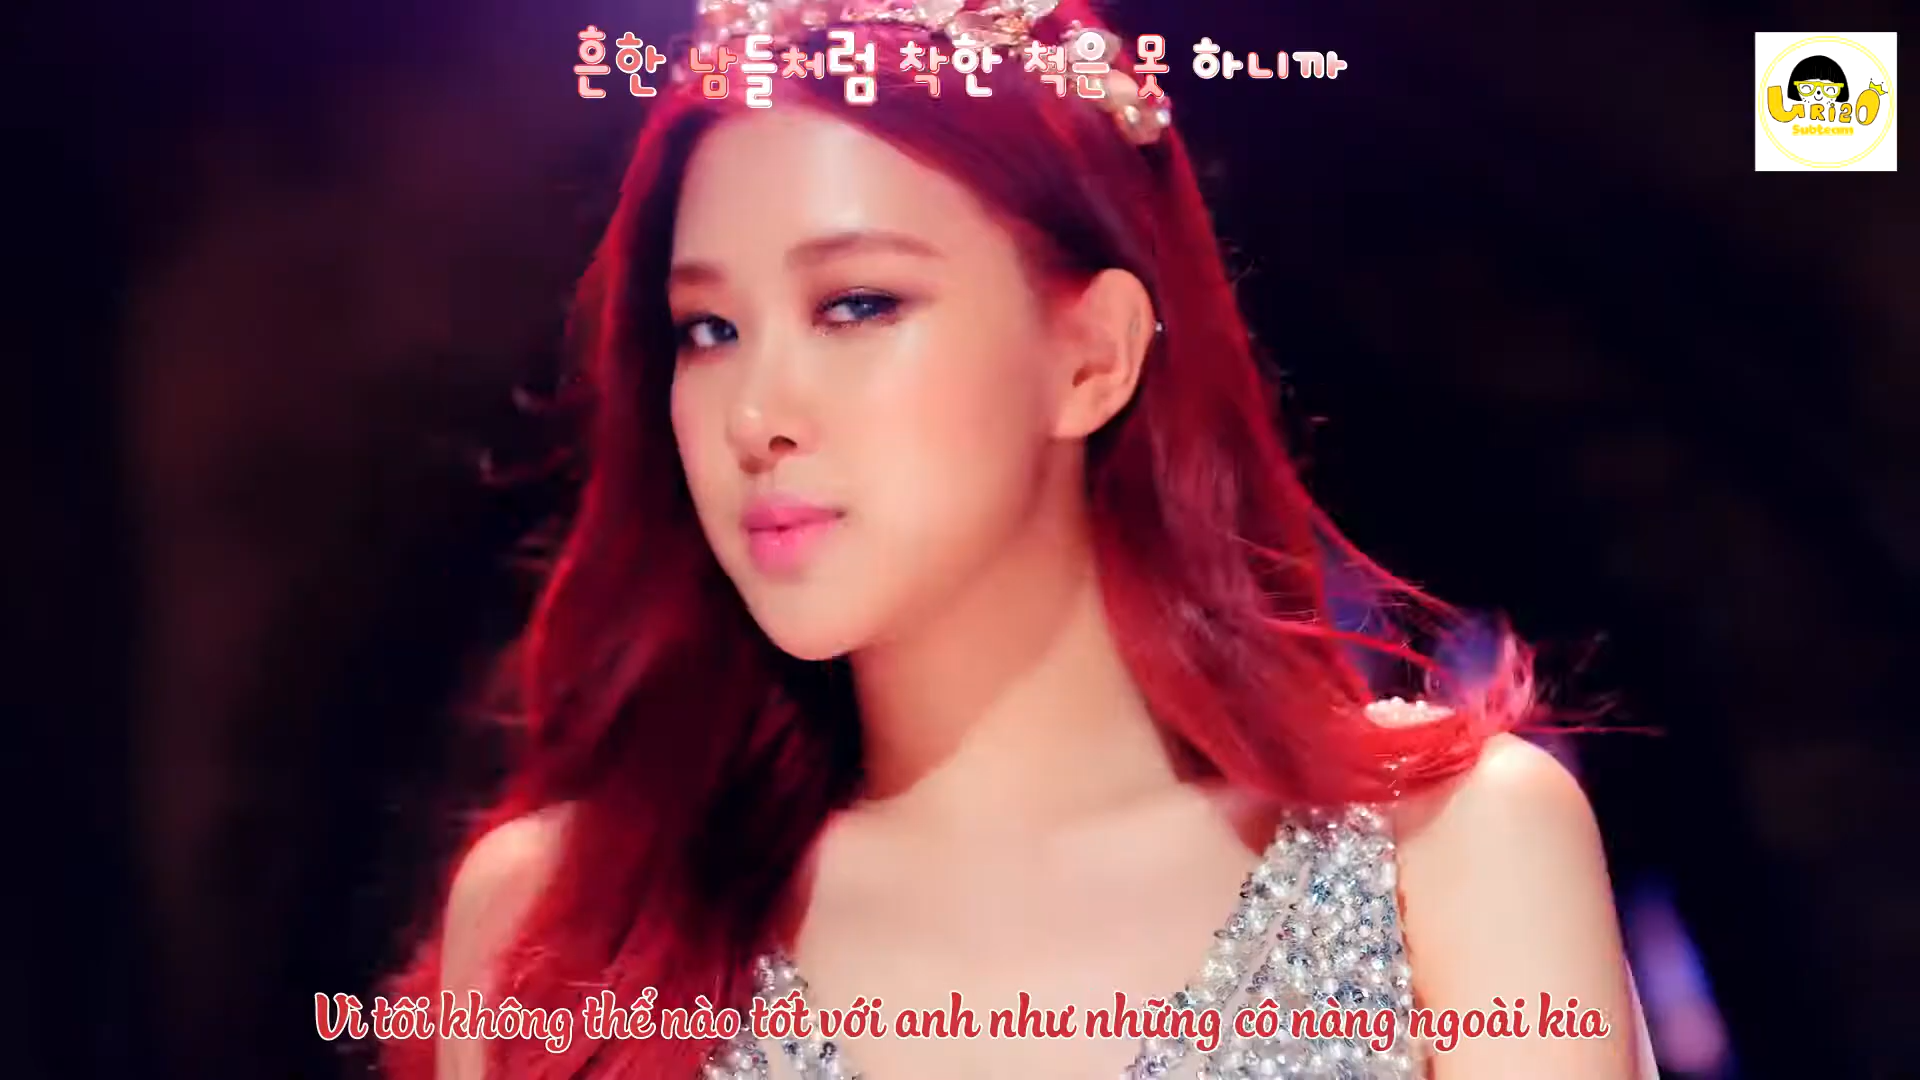 흔한 남들처럼 착한 척은 못 하니까
URI20
Subteam
Vì tôi không thể nào tốt với anh như những cô nàng ngoài kia